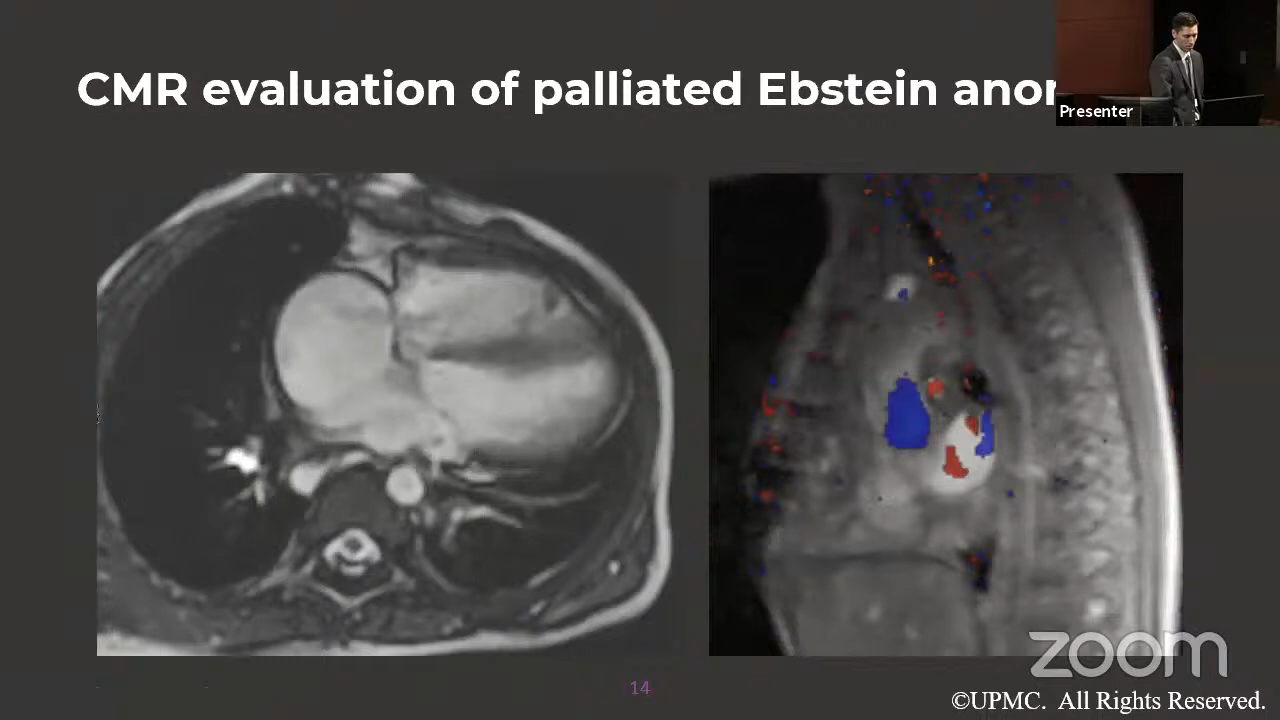 CMR evaluation of palliated Ebstein anor
Presenter
14
zoom
©UPMC. All Rights Reserved.